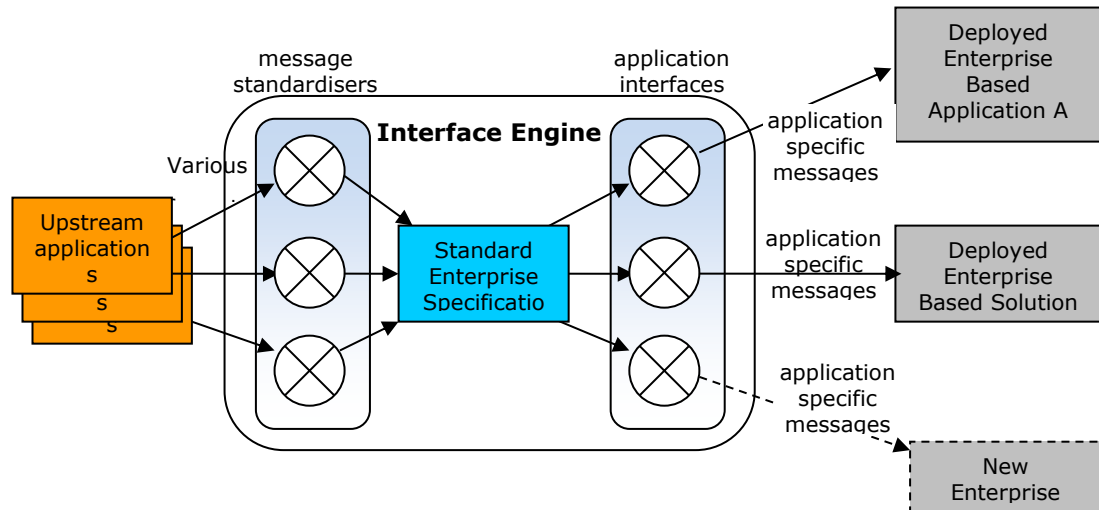 message
standardisers
application
interfaces
Interface Engine
Various
Upstream
application
s
s
s
Standard
Enterprise
Specificatio
application
specific
messages
application
specific
messages
application
specific
messages
Deployed
Enterprise
Based
Application A
Deployed
Enterprise
Based Solution
New
Enterprise